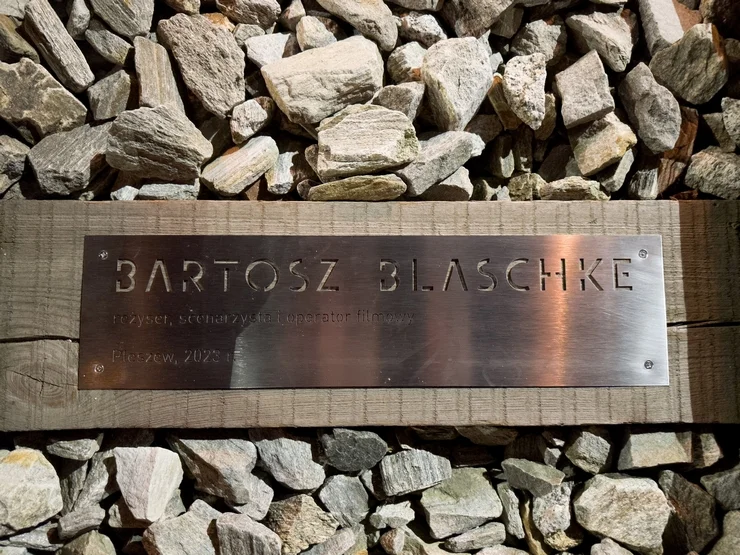 BARTOSZ BLASCHKE
reżyser, scenarzysta i operator filmowy
Pleszew, 2023 r.